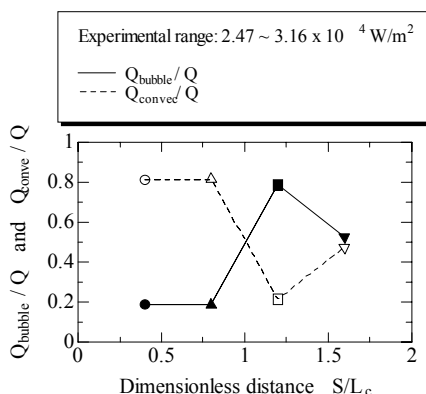 Experimental range: 2.47 ~ 3.16 x 10 4 W/m2
Qbubble / Q
Qconvec / Q
Qbubble / Q and Qconve / Q
1
0.8
0.6
0.4
0.2
0
0 0.5 1 1.5 2
Dimensionless distance S/Lc